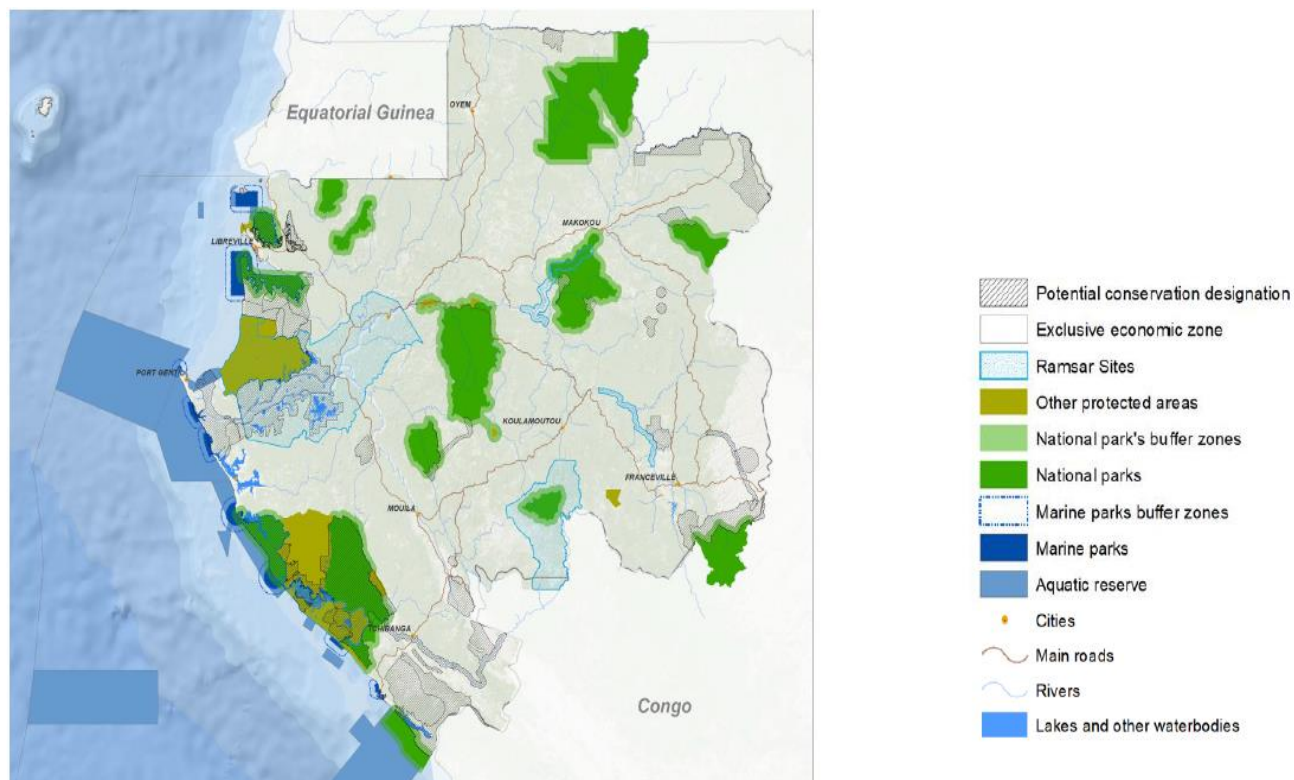 Equatorial Guinea
OYEM
MAKOKOU
LIBREVILLE
PORT GENTIL
KOULAMOUTOU
FRANCEVILLE
MOUILA
TCHIBANGA
Congo
Potential conservation designation
Exclusive economic zone
Ramsar Sites
Other protected areas
National park's buffer zones
National parks
Marine parks buffer zones
Marine parks
Aquatic reserve
Cities
Main roads
Rivers
Lakes and other waterbodies